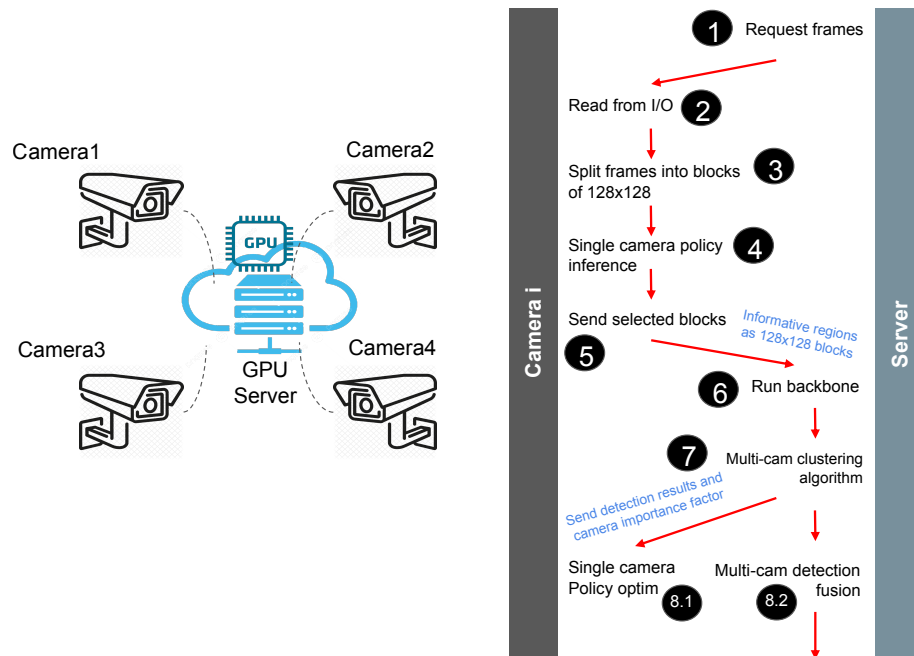 Camera1
Camera2
GPU
Camera3
Camera4
GPU
Server
Camera i
Server
1
Request frames
Read from I/O
2
Split frames into blocks
of 128x128
3
Single camera policy
inference
4
Send selected blocks
5
Informative regions
as 128x128 blocks
6
Run backbone
7
Multi-cam clustering
algorithm
Send detection results and
camera importance factor
Single camera
Policy optim
8.1
Multi-cam detection
fusion
8.2